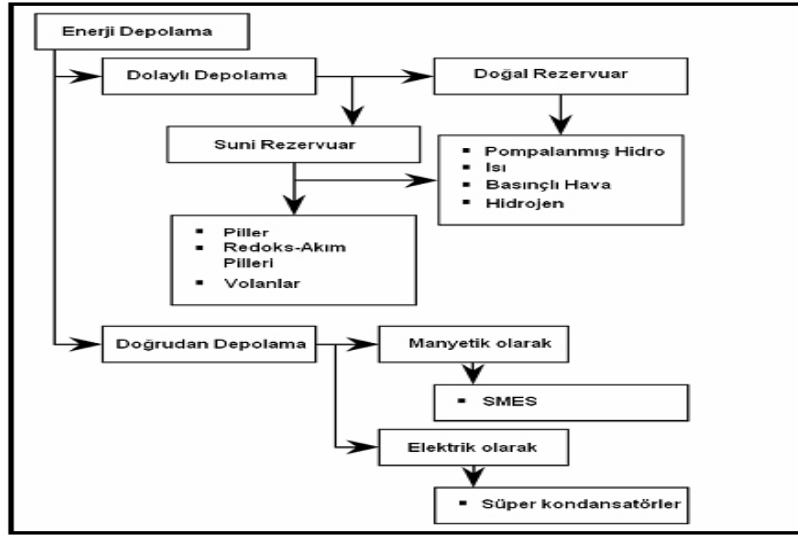 Enerji Depolama
Dolaylı Depolama
Doğal Rezervuar
Suni Rezervuar
▪ Pompalanmış Hidro
▪ Isı
▪ Basınçlı Hava
▪ Hidrojen
▪ Piller
▪ Redoks-Akım
Pilleri
▪ Volanlar
Doğrudan Depolama
Manyetik olarak
▪ SMES
Elektrik olarak
▪ Süper kondansatörler